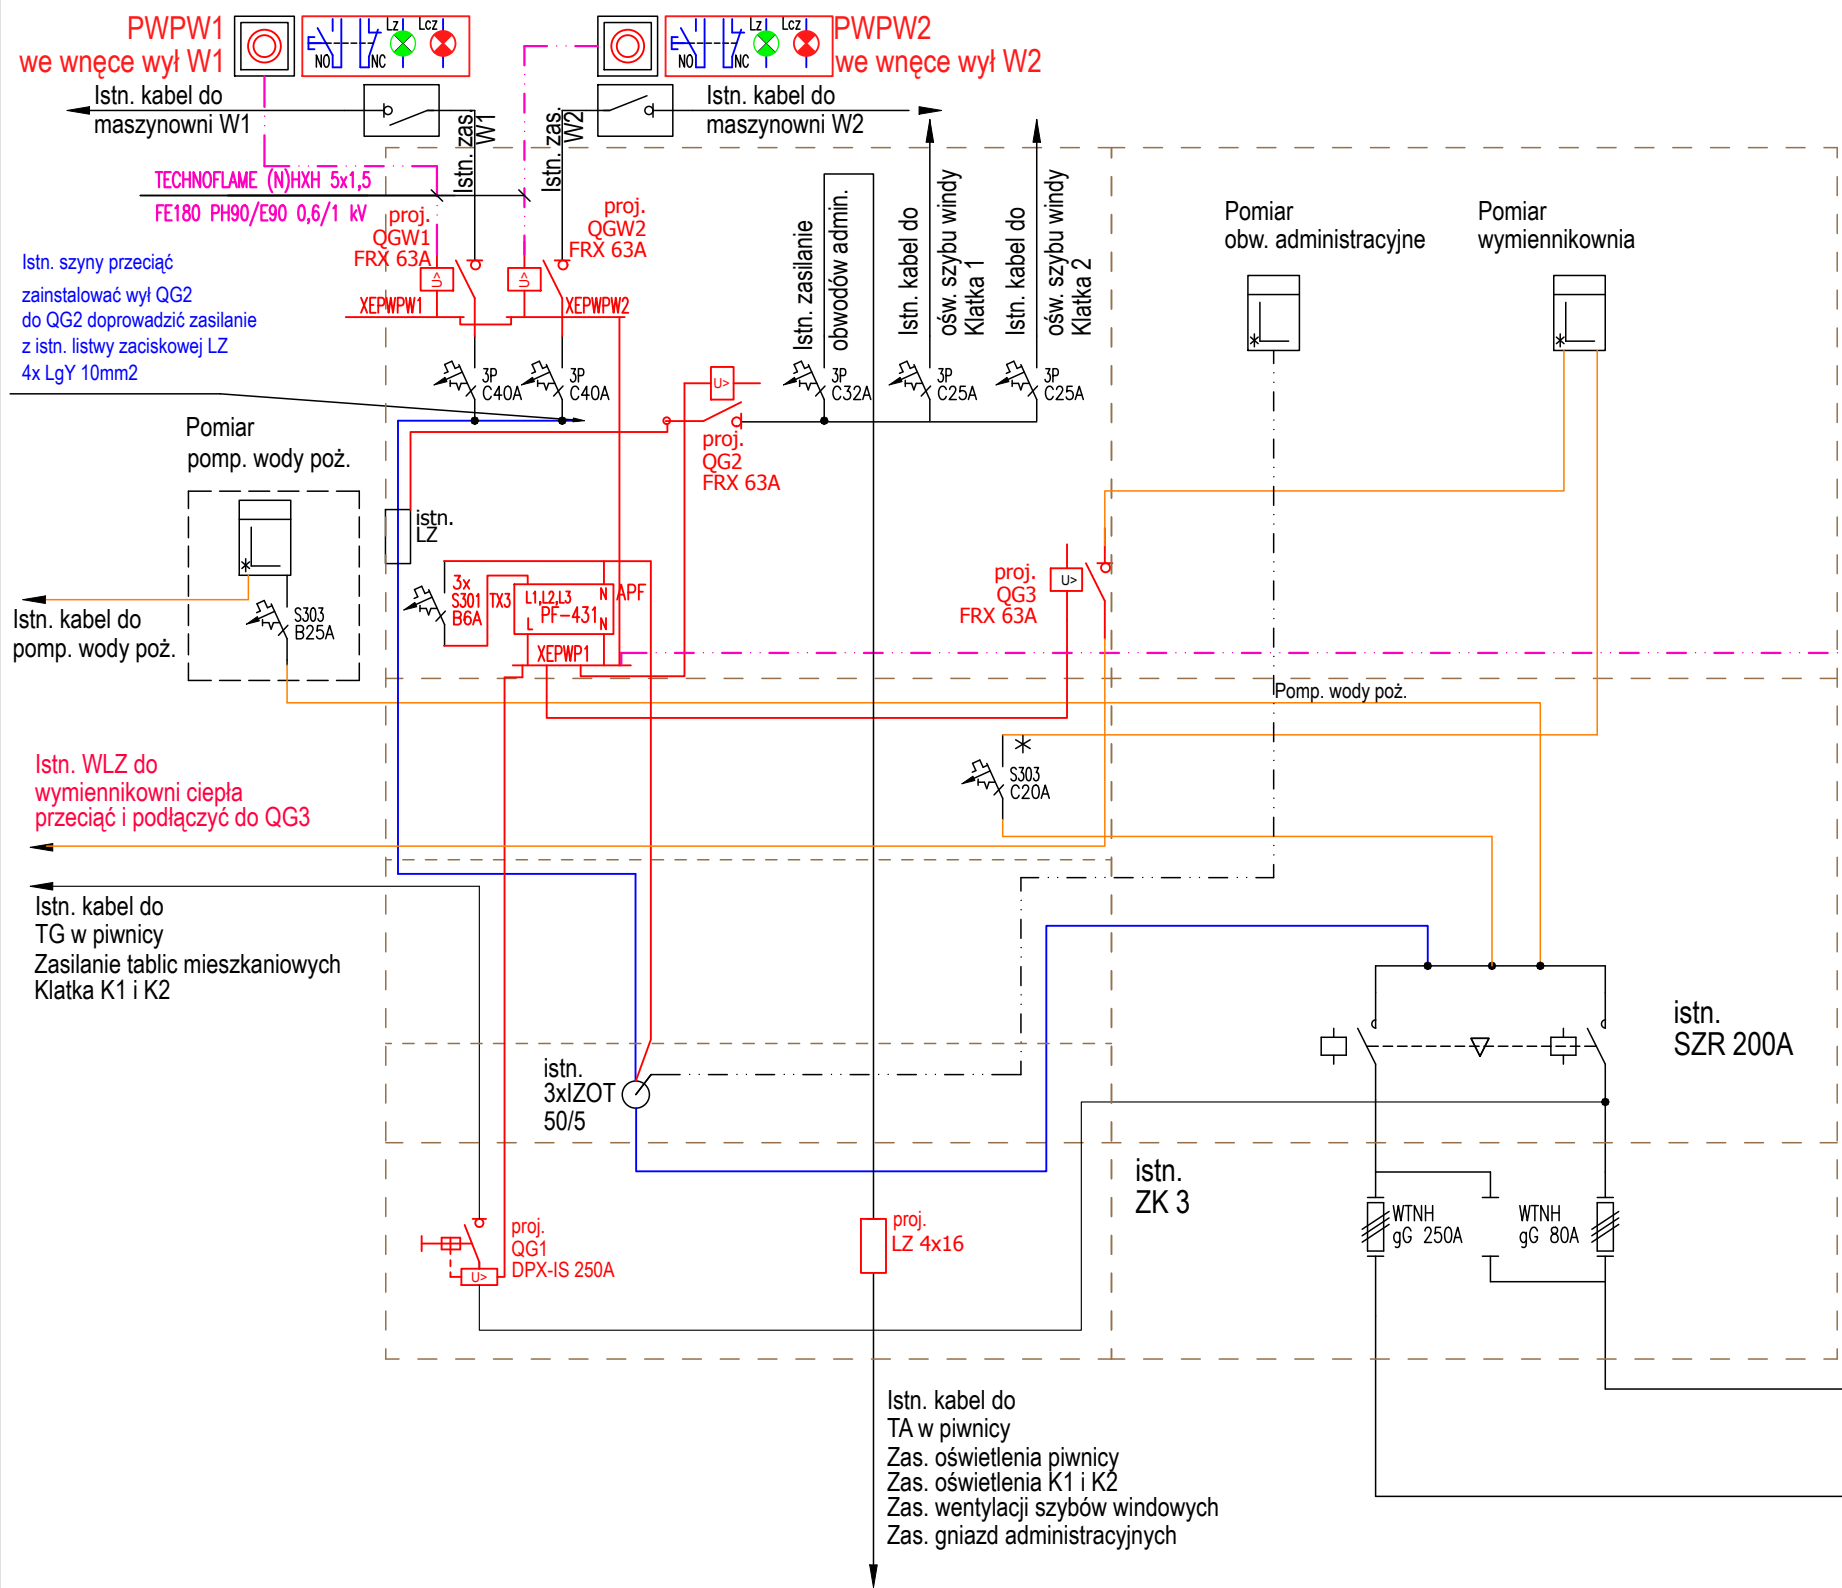 PWPW1
we wnęce wył W1
NO
NC
Lz
Lcz
PWPW2
we wnęce wył W2
NO
NC
Lz
Lcz
Istn. kabel do
maszynowni W1
Istn. zas.
W1
Istn. zas.
W2
Istn. kabel do
maszynowni W2
TECHNOFLAME (N)HXH 5x1,5
FE180 PH90/E90 0,6/1 kV
proj.
QGW1
FRX 63A
U>
proj.
QGW2
FRX 63A
U>
XEPWPW1
XEPWPW2
Istn. szyny przeciąć
zainstalować wył QG2
do QG2 doprowadzić zasilanie
z istn. listwy zaciskowej LZ
4x LgY 10mm2
3P
C40A
3P
C40A
U>
proj.
QG2
FRX 63A
Istn. zasilanie
obwodów admin.
3P
C32A
Istn. kabel do
ośw. szybu windy
Klatka 1
3P
C25A
Istn. kabel do
ośw. szybu windy
Klatka 2
3P
C25A
Pomiar
obw. administracyjne
Pomiar
wymiennikownia
Pomiar
pomp. wody poż.
S303
B25A
Istn. kabel do
pomp. wody poż.
istn.
LZ
3x
S301
B6A
TX3
L1,L2,L3
N
APF
PF-431
L
N
XEPWP1
proj.
QG3
FRX 63A
U>
Pomp. wody poż.
S303
C20A
Istn. WLZ do
wymiennikowni ciepła
przeciąć i podłączyć do QG3
Istn. kabel do
TG w piwnicy
Zasilanie tablic mieszkaniowych
Klatka K1 i K2
istn.
3xIZOT
50/5
istn.
SZR 200A
istn.
ZK 3
WTNH
gG 250A
WTNH
gG 80A
proj.
QG1
DPX-IS 250A
U>
proj.
LZ 4x16
Istn. kabel do
TA w piwnicy
Zas. oświetlenia piwnicy
Zas. oświetlenia K1 i K2
Zas. wentylacji szybów windowych
Zas. gniazd administracyjnych